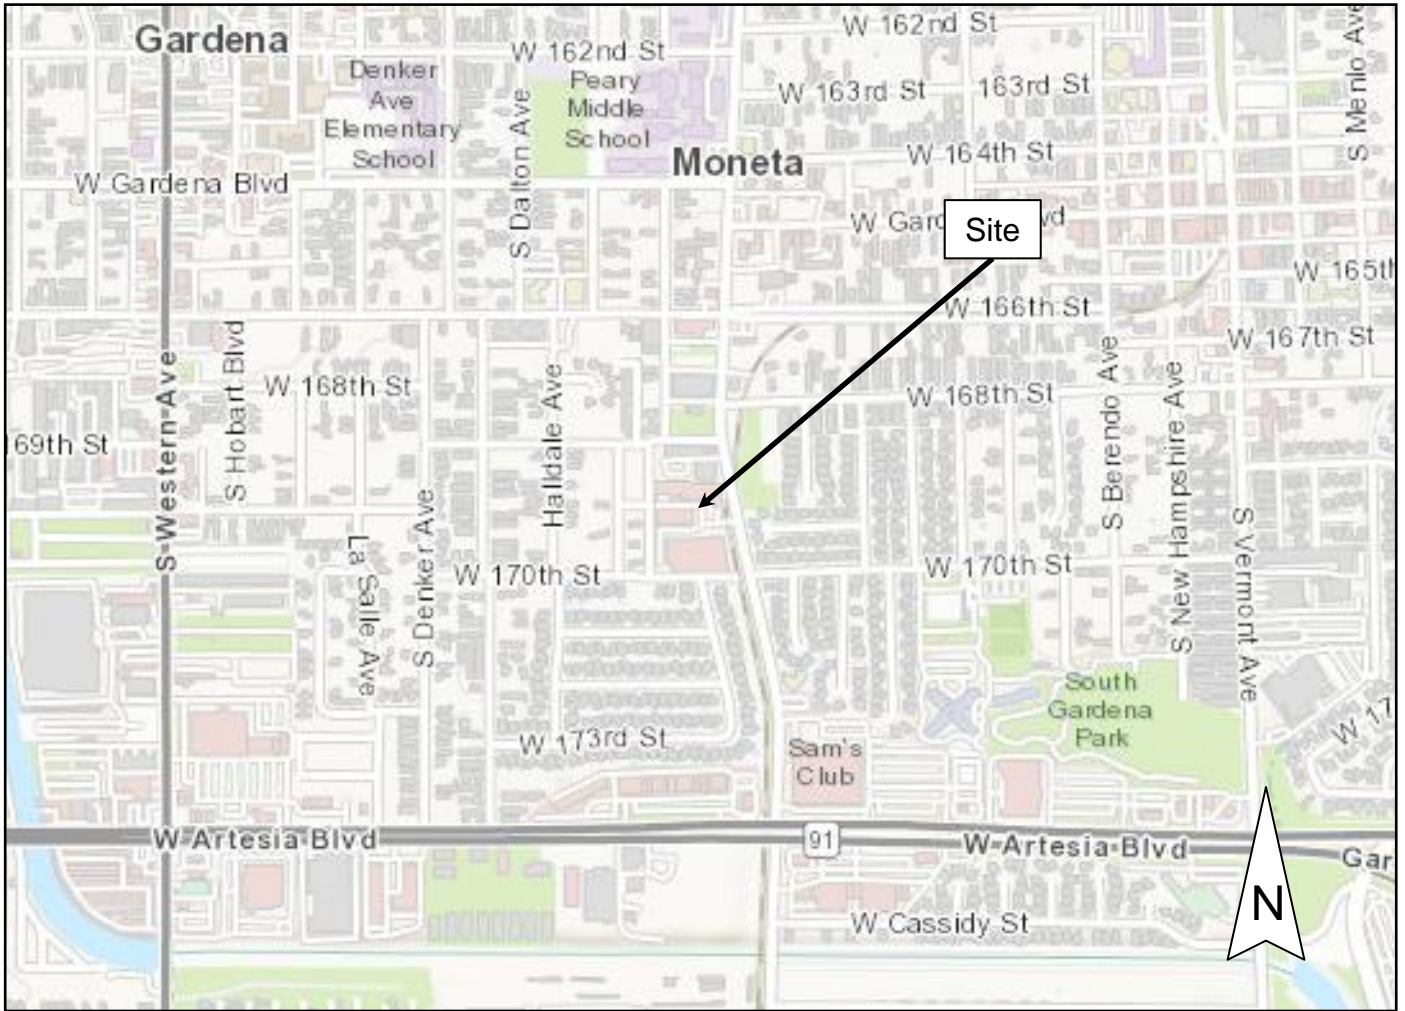 W 162nd St
Gardena
W 162nd St
Denker
Ave
Elementary
School
Peary
Middle
School
W 163rd St
163rd St
S Menlo Ave
S Dalton Ave
W 164th St
Moneta
W Gardena Blvd
W Gard
vd
Site
W 165th
W 166th St
W 167th St
S Hobart Blvd
W 168th St
Halldale Ave
W 168th St
S Berendo Ave
S New Hampshire Ave
S Western Ave
169th St
La Salle Ave
S Denker Ave
W 170th St
W 170th St
S Vermont Ave
South
Gardena
Park
W 17
W 173rd St
Sam's
Club
W Artesia Blvd
91
W Artesia Blvd
Gar
W Cassidy St
N